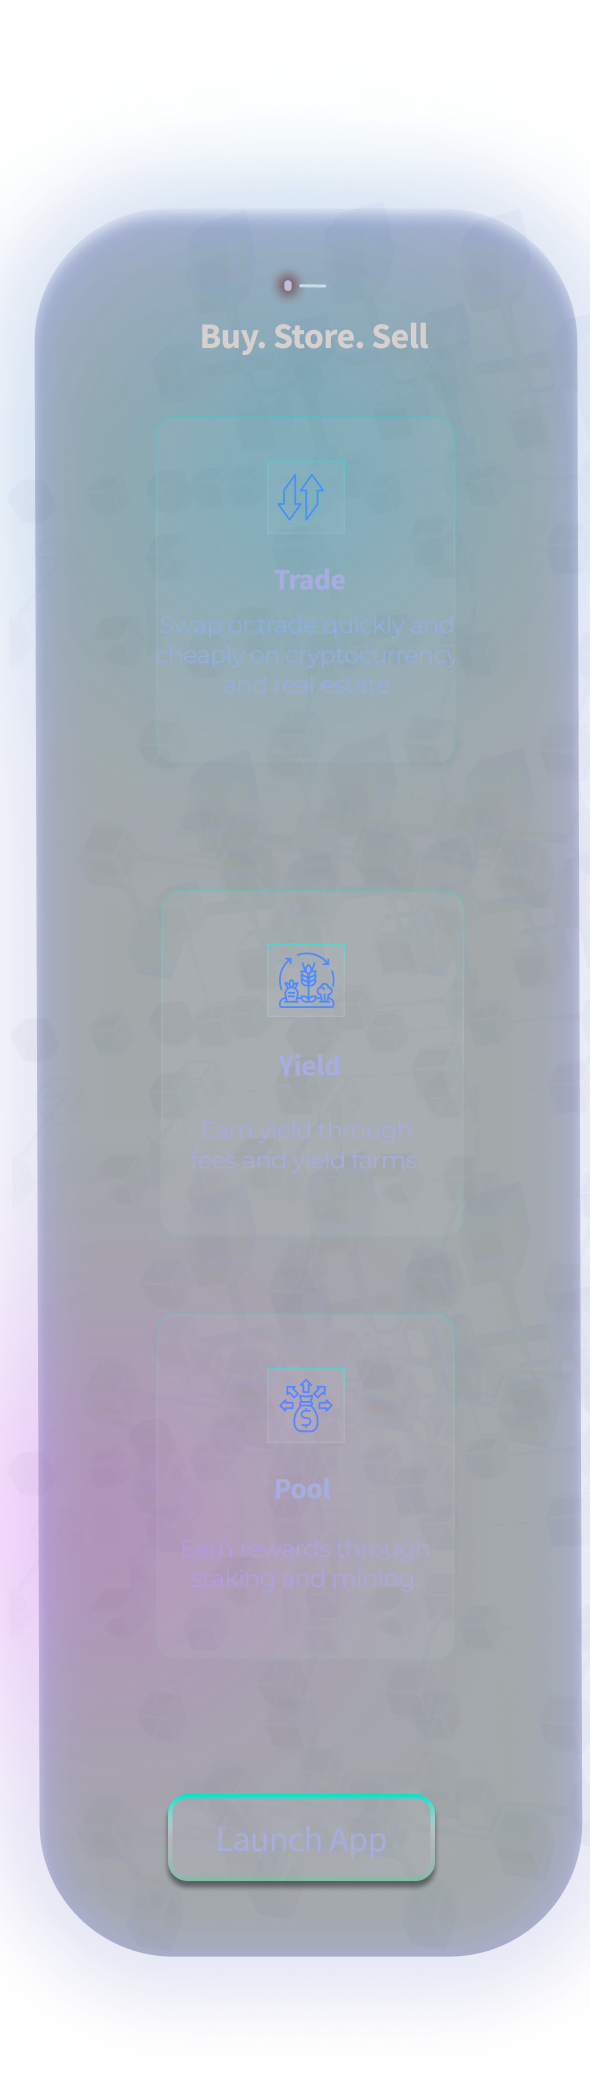 Buy. Store. Sell
Trade
Swap or trade quickly and
cheaply on cryptocurrency
and real estate
Yield
Earn yield through
fees and yield farms.
Pool
Earn rewards through
staking and mining.
Launch App